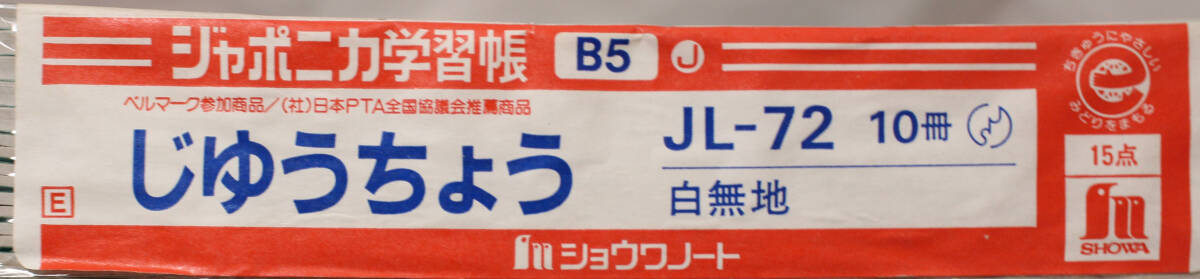 ジャポニカ学習帳 B5 J
ベルマーク参加商品/(社)日本PTA全国協議会推薦商品
じゆうちょう
E
JL-72 10冊
白無地
ちきゅうにやさしい
みどりをまもる
15点
SHOWA
ショウワノート